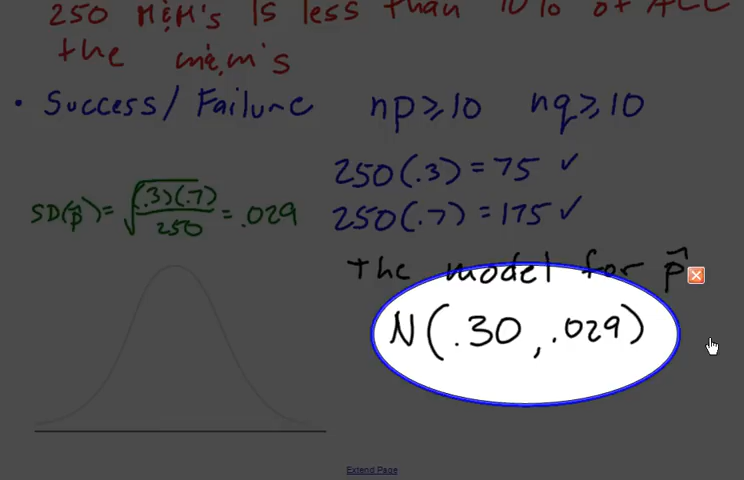 250 M&M's is less than 10% of ALL
the m&m's
• Success/Failure np≥10 nq≥10
250(.3)=75 ✓
SD(p̂)=√(.3)(.7)/250=.029
250(.7)=175 ✓
the model for p̂
N(.30,.029)
Extend Page